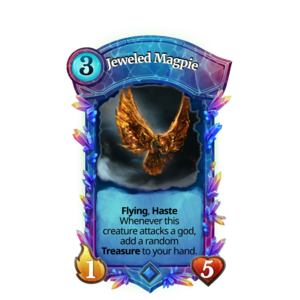 3
Jeweled Magpie
Flying, Haste
Whenever this
creature attacks a god,
add a random
Treasure to your hand.
1
5